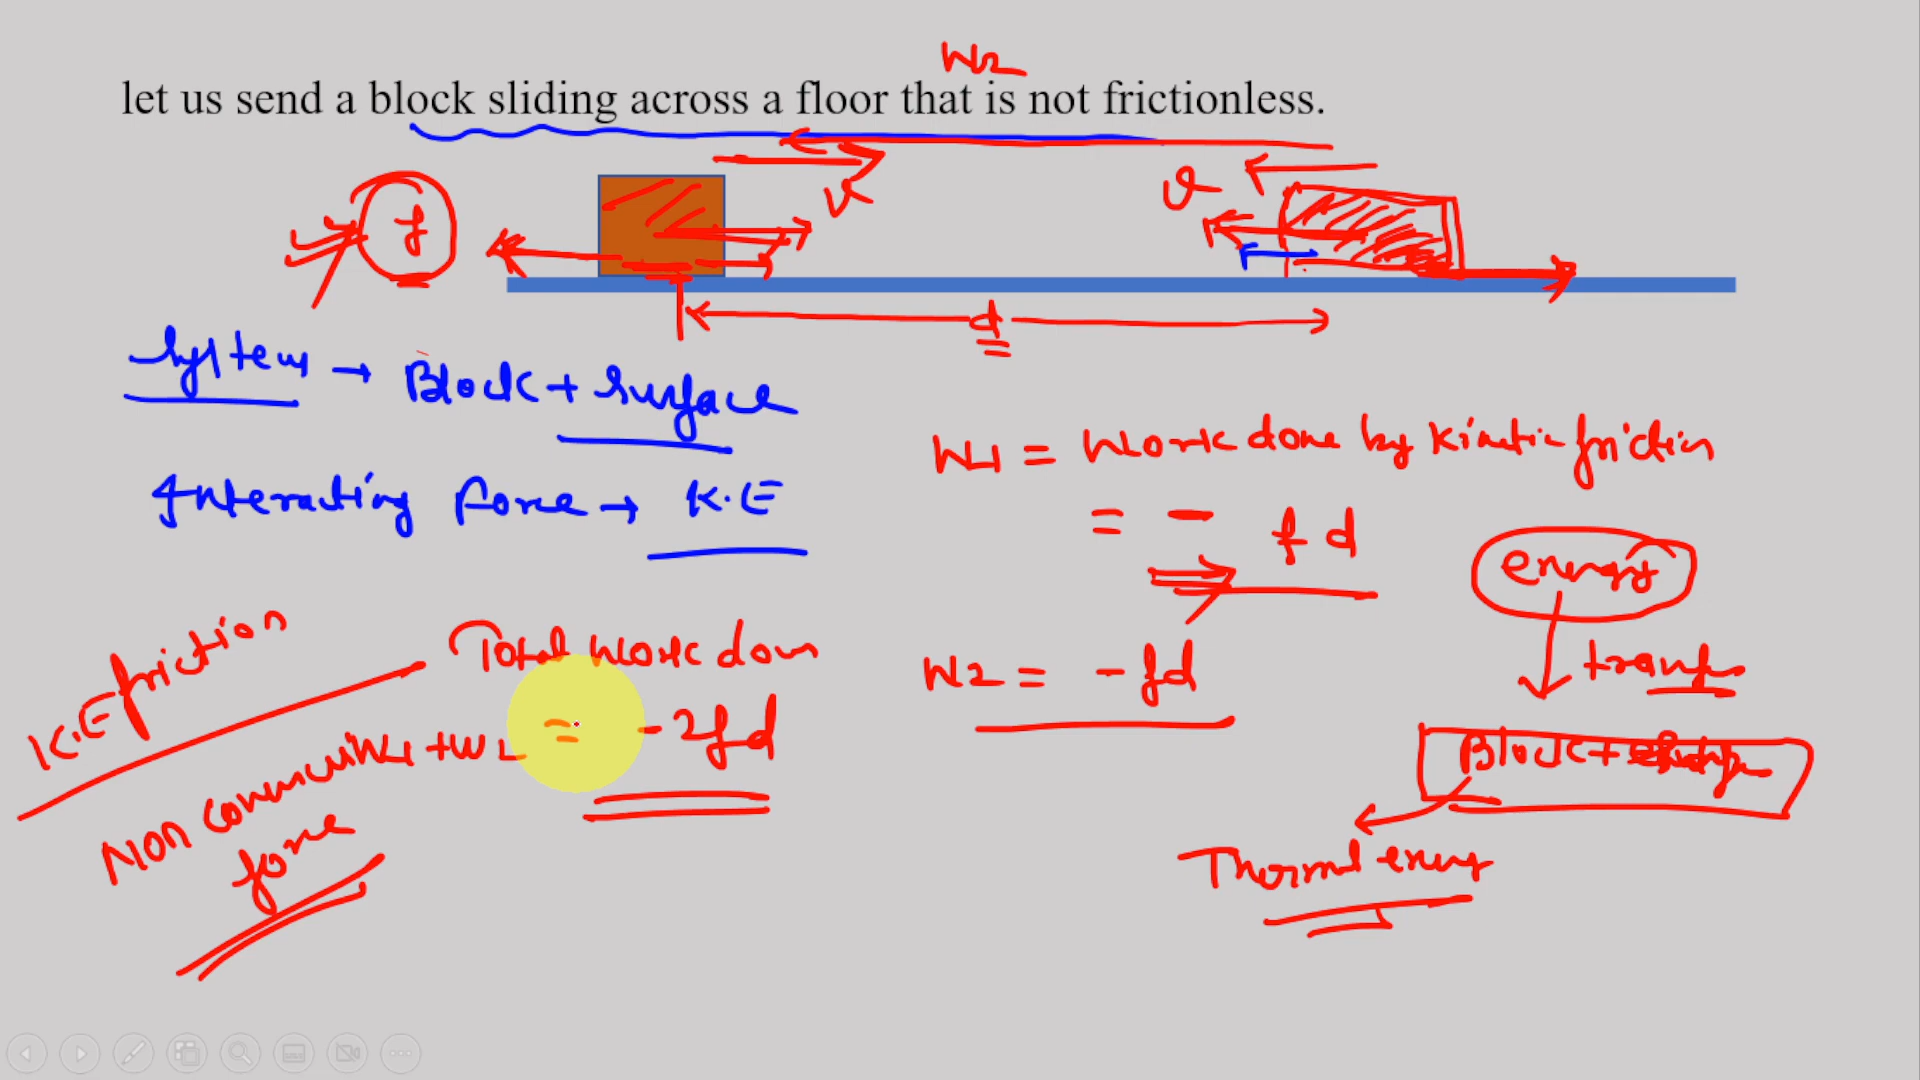 W2
let us send a block sliding across a floor that is not frictionless.
f
v
v
d
System → Block + Surface
Interacting force → K.E
W1 = Work done by Kinetic friction
= - fd
energy
transfer
W2 = -fd
K.E friction
Total Work done
+W2 = -2fd
Non conservative
force
Block +
Thermal energy